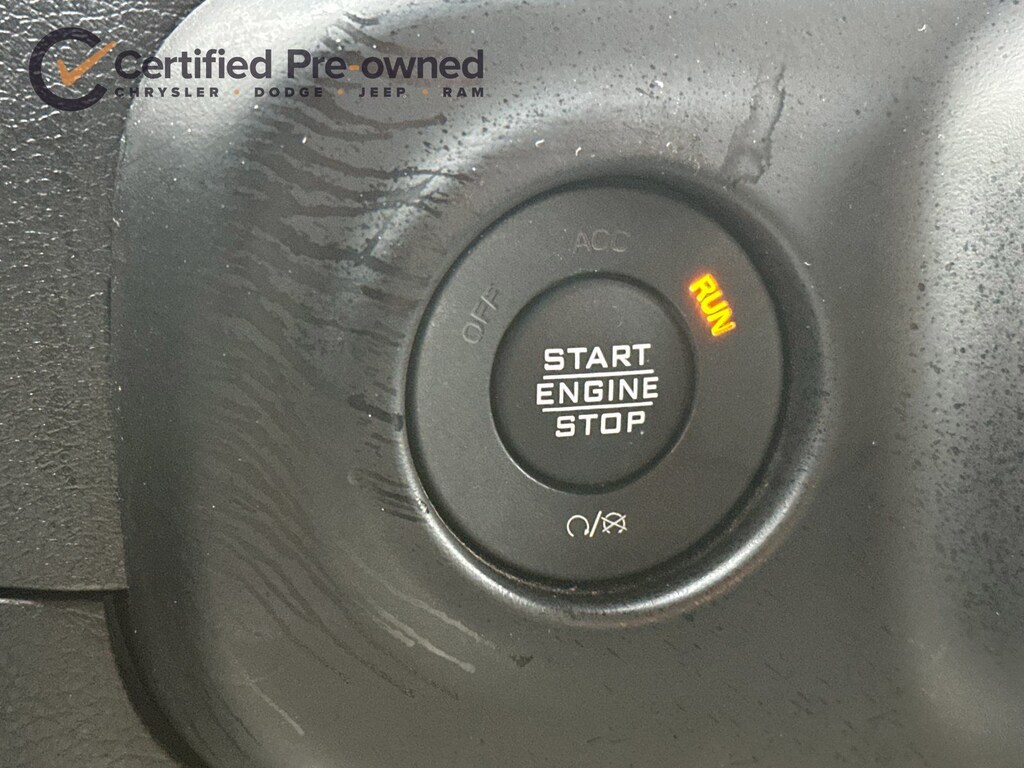 Certified Pre-owned
CHRYSLER • DODGE • JEEP • RAM
ACC
OFF
RUN
START
ENGINE
STOP